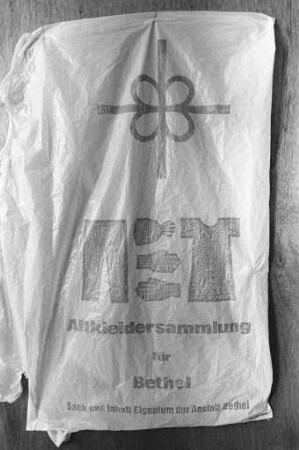 Altkleidersammlung
für
Bethel
Sack und Inhalt Eigentum der Anstalt Bethel